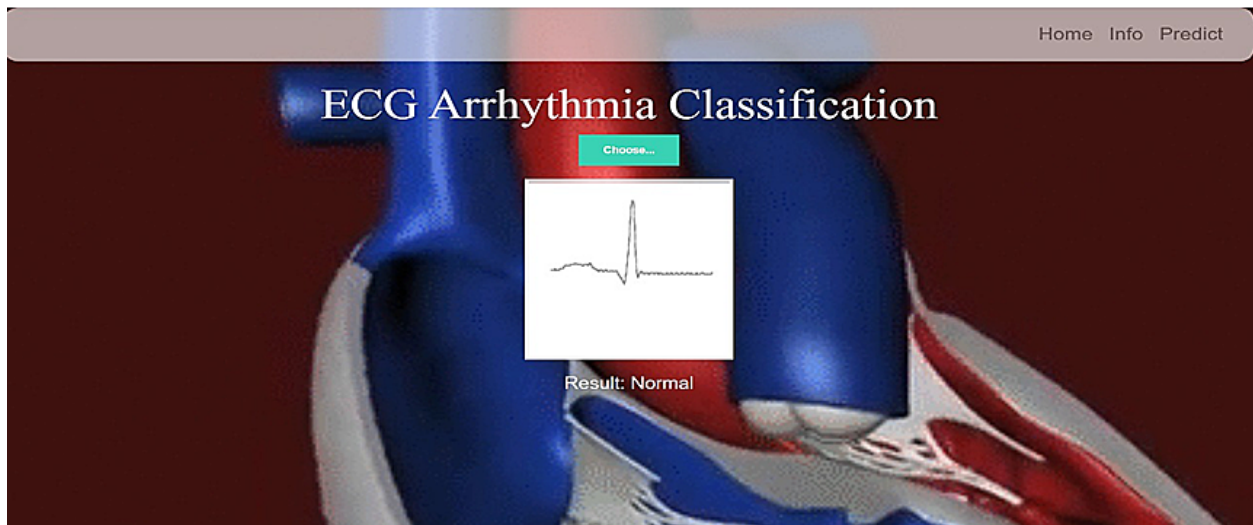 Home Info Predict
ECG Arrhythmia Classification
Choose...
Result: Normal